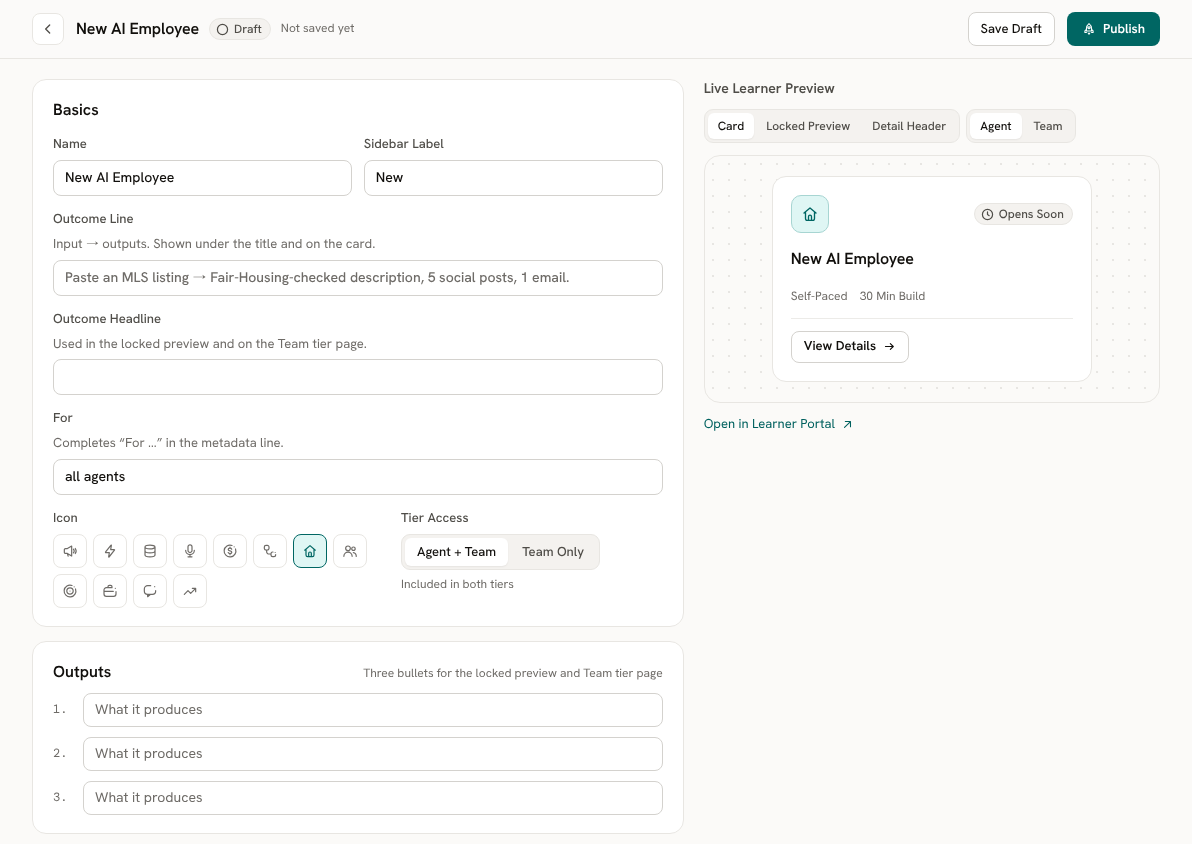 New AI Employee
Draft
Not saved yet
Save Draft
Publish
Basics
Name
Sidebar Label
New AI Employee
New
Outcome Line
Input → outputs. Shown under the title and on the card.
Paste an MLS listing → Fair-Housing-checked description, 5 social posts, 1 email.
Outcome Headline
Used in the locked preview and on the Team tier page.
For
Completes “For …” in the metadata line.
all agents
Icon
Tier Access
Agent + Team
Team Only
Included in both tiers
Outputs
Three bullets for the locked preview and Team tier page
1.
What it produces
2.
What it produces
3.
What it produces
Live Learner Preview
Card
Locked Preview
Detail Header
Agent
Team
Opens Soon
New AI Employee
Self-Paced
30 Min Build
View Details →
Open in Learner Portal ↗